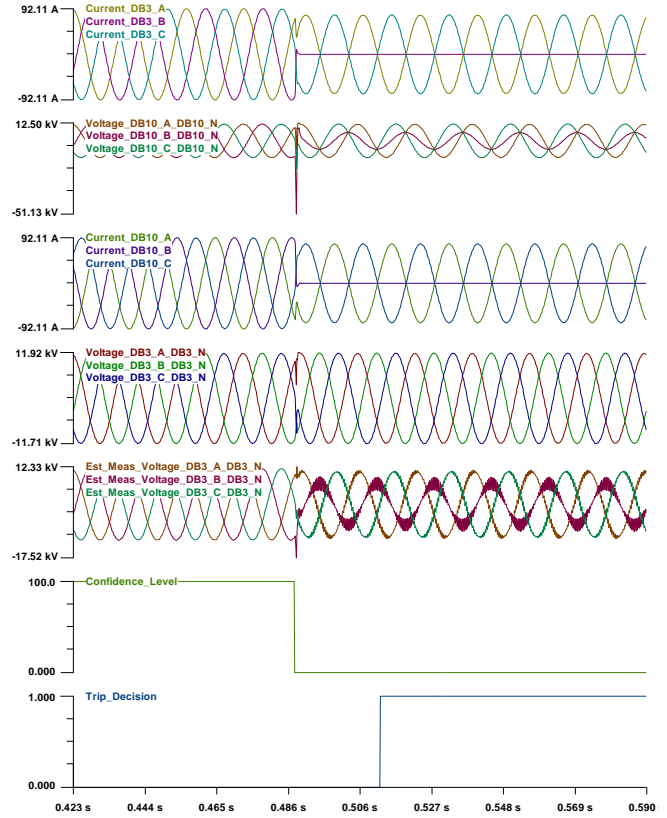 92.11 A
Current_DB3_A
Current_DB3_B
Current_DB3_C
-92.11 A
12.50 kV
Voltage_DB10_A_DB10_N
Voltage_DB10_B_DB10_N
Voltage_DB10_C_DB10_N
-51.13 kV
92.11 A
Current_DB10_A
Current_DB10_B
Current_DB10_C
-92.11 A
11.92 kV
Voltage_DB3_A_DB3_N
Voltage_DB3_B_DB3_N
Voltage_DB3_C_DB3_N
-11.71 kV
12.33 kV
Est_Meas_Voltage_DB3_A_DB3_N
Est_Meas_Voltage_DB3_B_DB3_N
Est_Meas_Voltage_DB3_C_DB3_N
-17.52 kV
100.0
Confidence_Level
0.000
1.000
Trip_Decision
0.000
0.423 s 0.444 s 0.465 s 0.486 s 0.506 s 0.527 s 0.548 s 0.569 s 0.590 s